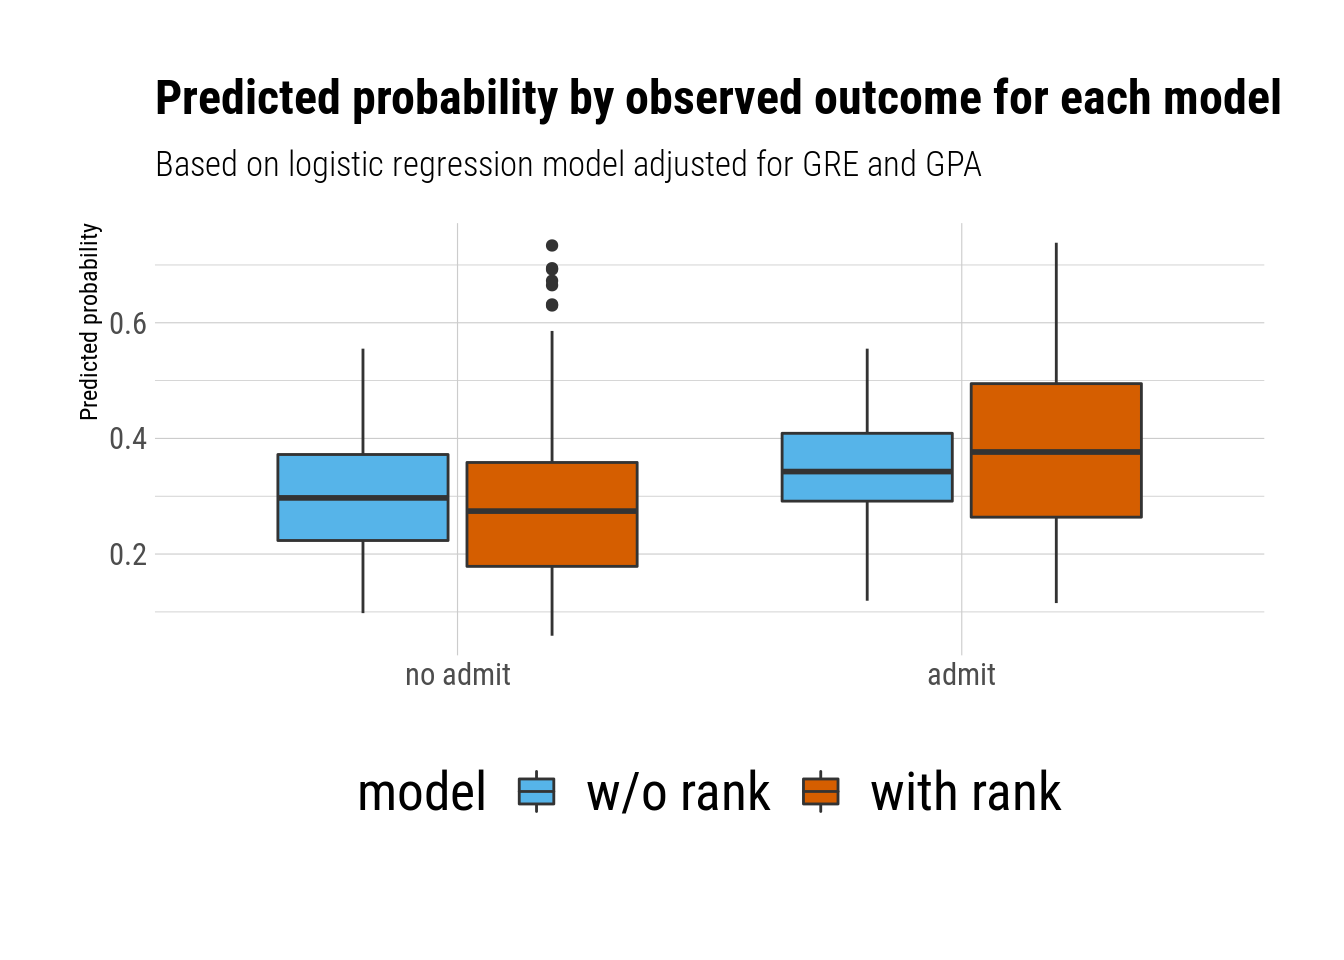 Predicted probability by observed outcome for each model
Based on logistic regression model adjusted for GRE and GPA
Predicted probability
0.6
0.4
0.2
no admit
admit
model w/o rank with rank